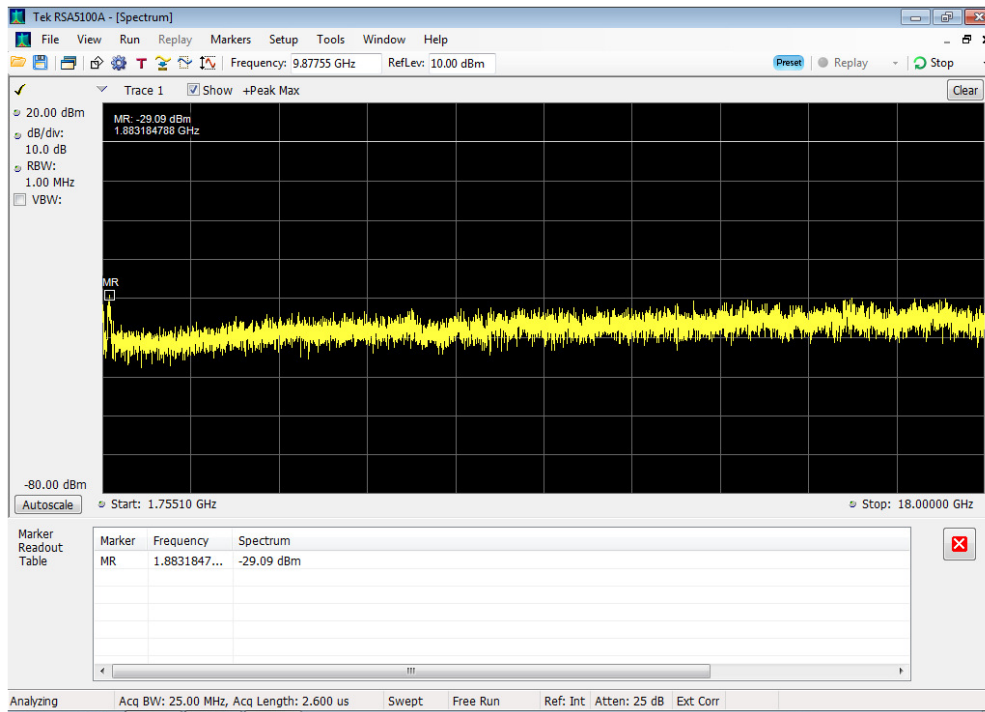 Tek RSA5100A - [Spectrum]
File View Run Replay Markers Setup Tools Window Help
T Frequency: 9.87755 GHz RefLev: 10.00 dBm Preset Replay Stop
Trace 1 Show +Peak Max Clear
20.00 dBm
dB/div:
10.0 dB
RBW:
1.00 MHz
VBW:
MR: -29.09 dBm
1.883184788 GHz
MR
-80.00 dBm
Autoscale Start: 1.75510 GHz Stop: 18.00000 GHz
Marker
Readout
Table
Marker Frequency Spectrum
MR 1.8831847... -29.09 dBm
Analyzing Acq BW: 25.00 MHz, Acq Length: 2.600 us Swept Free Run Ref: Int Atten: 25 dB Ext Corr